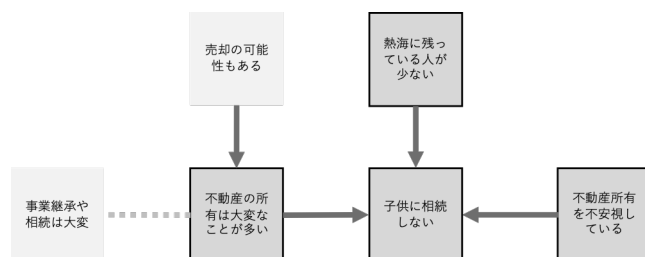 売却の可能
性もある
熱海に残っ
ている人が
少ない
事業継承や
相続は大変
不動産の所
有は大変な
ことが多い
子供に相続
しない
不動産所有
を不安視し
ている